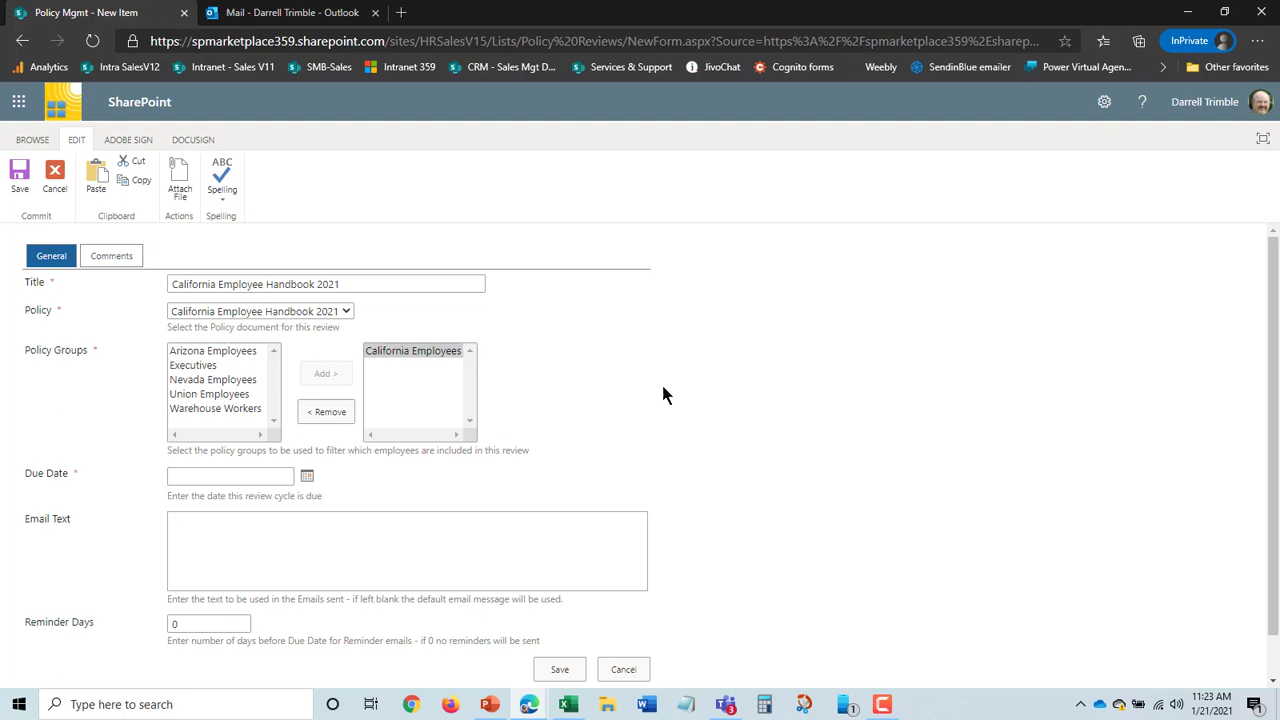 Policy Mgmt - New Item
Mail - Darrell Trimble - Outlook
https://spmarketplace359.sharepoint.com/sites/HRSalesV15/Lists/Policy%20Reviews/NewForm.aspx?Source=https%3A%2F%2Fspmarketplace359%2Esharep...
InPrivate
Analytics
Intra SalesV12
Intranet - Sales V11
SMB-Sales
Intranet 359
CRM - Sales Mgt D...
Services & Support
JivoChat
Cognito forms
Weebly
SendinBlue emailer
Power Virtual Agen...
Other favorites
SharePoint
Darrell Trimble
BROWSE
EDIT
ADOBE SIGN
DOCUSIGN
Save
Cancel
Paste
Cut
Copy
Attach
File
ABC
Spelling
Commit
Clipboard
Actions
Spelling
General
Comments
Title *
California Employee Handbook 2021
Policy *
California Employee Handbook 2021
Select the Policy document for this review
Policy Groups *
Arizona Employees
Executives
Nevada Employees
Union Employees
Warehouse Workers
Add >
< Remove
California Employees
Select the policy groups to be used to filter which employees are included in this review
Due Date *
Enter the date this review cycle is due
Email Text
Enter the text to be used in the Emails sent - if left blank the default email message will be used.
Reminder Days
0
Enter number of days before Due Date for Reminder emails - if 0 no reminders will be sent
Save
Cancel
Type here to search
3
1
11:23 AM
1/21/2021
1